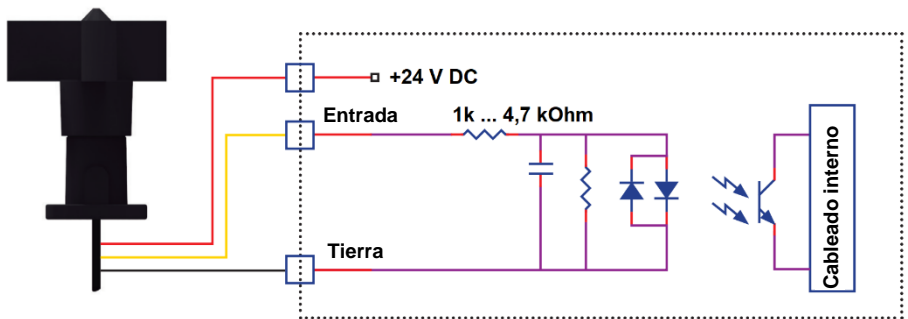 +24 V DC
Entrada
1k ... 4,7 kOhm
Tierra
Cableado interno